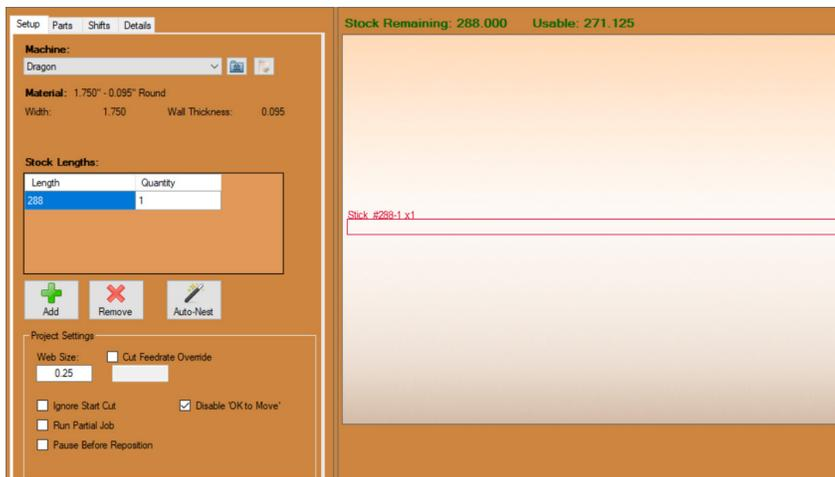 Setup Parts Shifts Details
Machine:
Dragon
Material: 1.750" - 0.095" Round
Width: 1.750 Wall Thickness: 0.095
Stock Lengths:
Length Quantity
288 1
Add Remove Auto-Nest
Project Settings
Web Size: Cut Feedrate Override
0.25
Ignore Start Cut Disable 'OK to Move'
Run Partial Job
Pause Before Reposition
Stock Remaining: 288.000 Usable: 271.125
Stick #288-1 x1